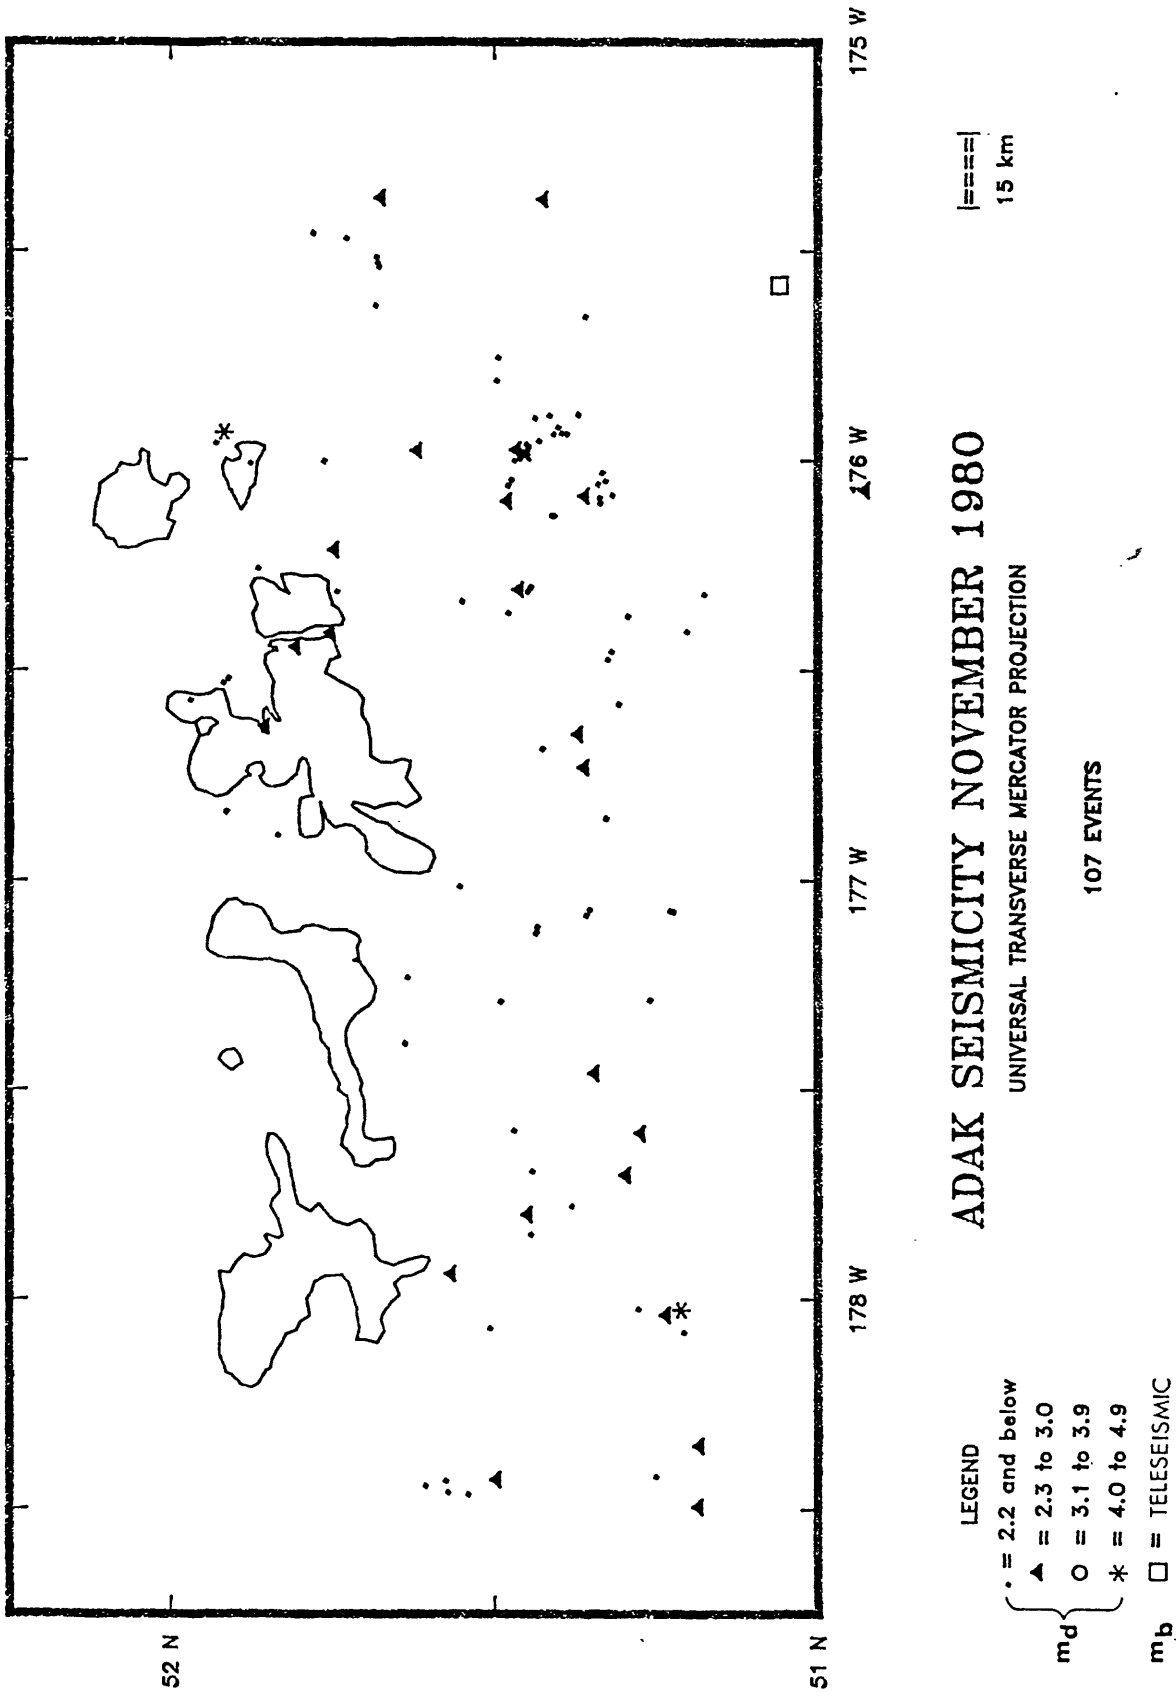 52 N
51 N
178 W
177 W
176 W
175 W
ADAK SEISMICITY NOVEMBER 1980
UNIVERSAL TRANSVERSE MERCATOR PROJECTION
107 EVENTS
|====|
15 km
LEGEND
· = 2.2 and below
▲ = 2.3 to 3.0
○ = 3.1 to 3.9
* = 4.0 to 4.9
md
mb □ = TELESEISMIC